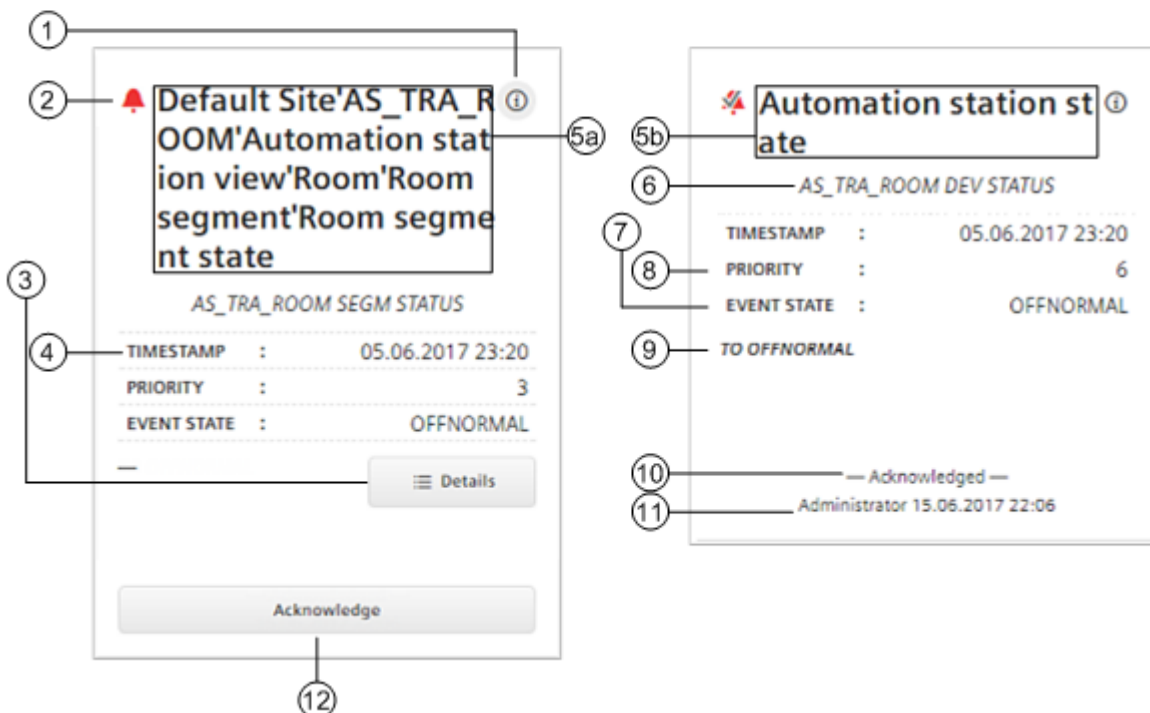 1
2
Default Site'AS_TRA_R
OOM'Automation stat
ion view'Room'Room
segment'Room segme
nt state
5a
AS_TRA_ROOM SEGM STATUS
3
4
TIMESTAMP : 05.06.2017 23:20
PRIORITY : 3
EVENT STATE : OFFNORMAL
—
Details
Acknowledge
12
Automation station st
ate
5b
6
AS_TRA_ROOM DEV STATUS
7
TIMESTAMP : 05.06.2017 23:20
8
PRIORITY : 6
EVENT STATE : OFFNORMAL
9
TO OFFNORMAL
10
— Acknowledged —
11
Administrator 15.06.2017 22:06